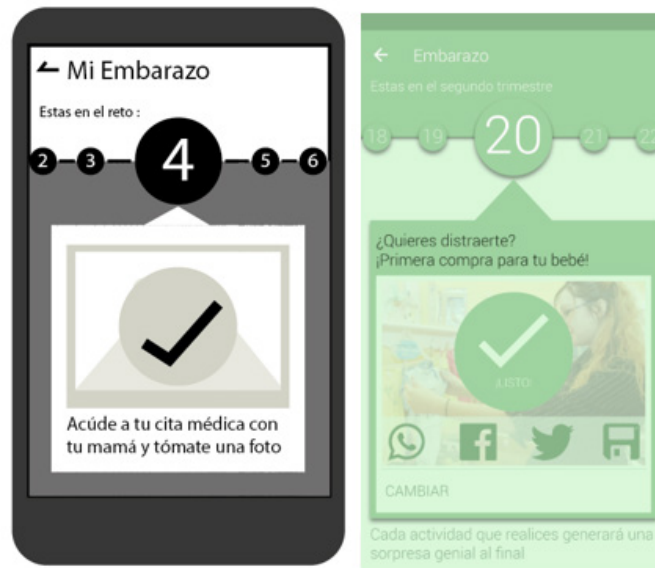 Mi Embarazo
Estas en el reto :
2
3
4
5
6
Acúde a tu cita médica con
tu mamá y tómate una foto
Embarazo
Estas en el segundo trimestre
18
19
20
21
22
¿Quieres distraerte?
¡Primera compra para tu bebé!
¡LISTO!
CAMBIAR
Cada actividad que realices generará una
sorpresa genial al final